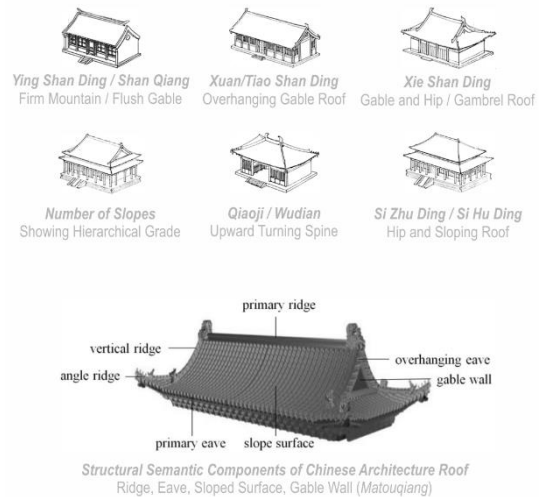 Ying Shan Ding / Shan Qiang
Firm Mountain / Flush Gable
Xuan/Tiao Shan Ding
Overhanging Gable Roof
Xie Shan Ding
Gable and Hip / Gambrel Roof
Number of Slopes
Showing Hierarchical Grade
Qiaoji / Wudian
Upward Turning Spine
Si Zhu Ding / Si Hu Ding
Hip and Sloping Roof
primary ridge
vertical ridge
overhanging eave
angle ridge
gable wall
primary eave
slope surface
Structural Semantic Components of Chinese Architecture Roof
Ridge, Eave, Sloped Surface, Gable Wall (Matouqiang)